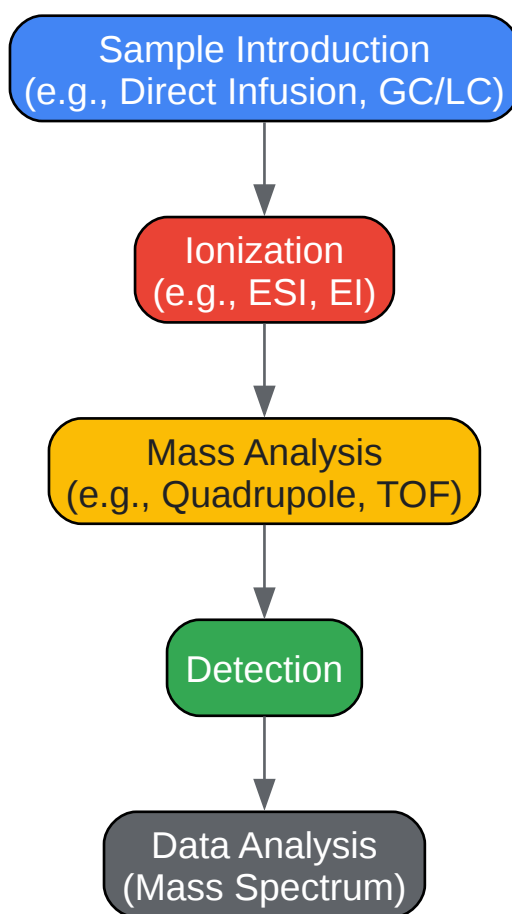 Sample Introduction
(e.g., Direct Infusion, GC/LC)
Ionization
(e.g., ESI, EI)
Mass Analysis
(e.g., Quadrupole, TOF)
Detection
Data Analysis
(Mass Spectrum)